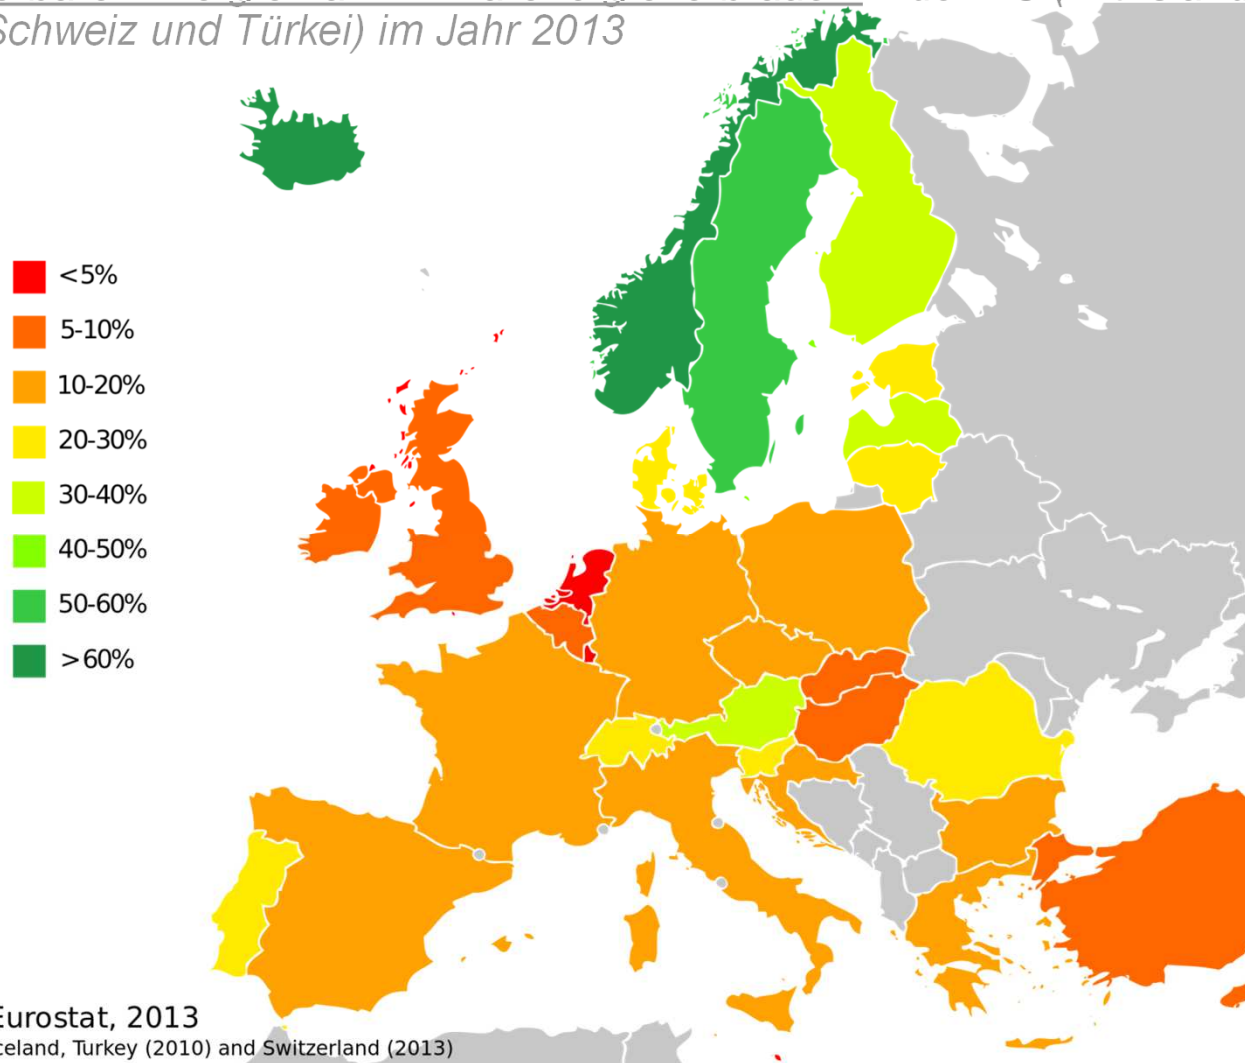 Schweiz und Türkei) im Jahr 2013
<5%
5-10%
10-20%
20-30%
30-40%
40-50%
50-60%
>60%
Eurostat, 2013
celand, Turkey (2010) and Switzerland (2013)